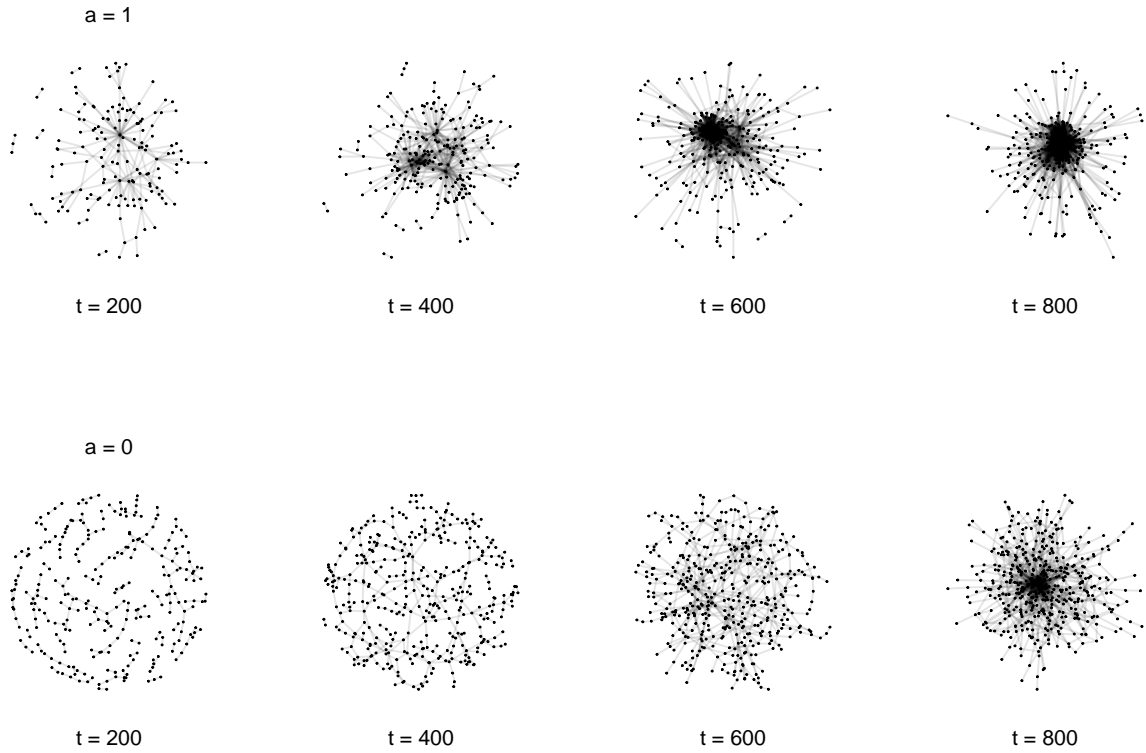 a = 1
t = 200
t = 400
t = 600
t = 800
a = 0
t = 200
t = 400
t = 600
t = 800